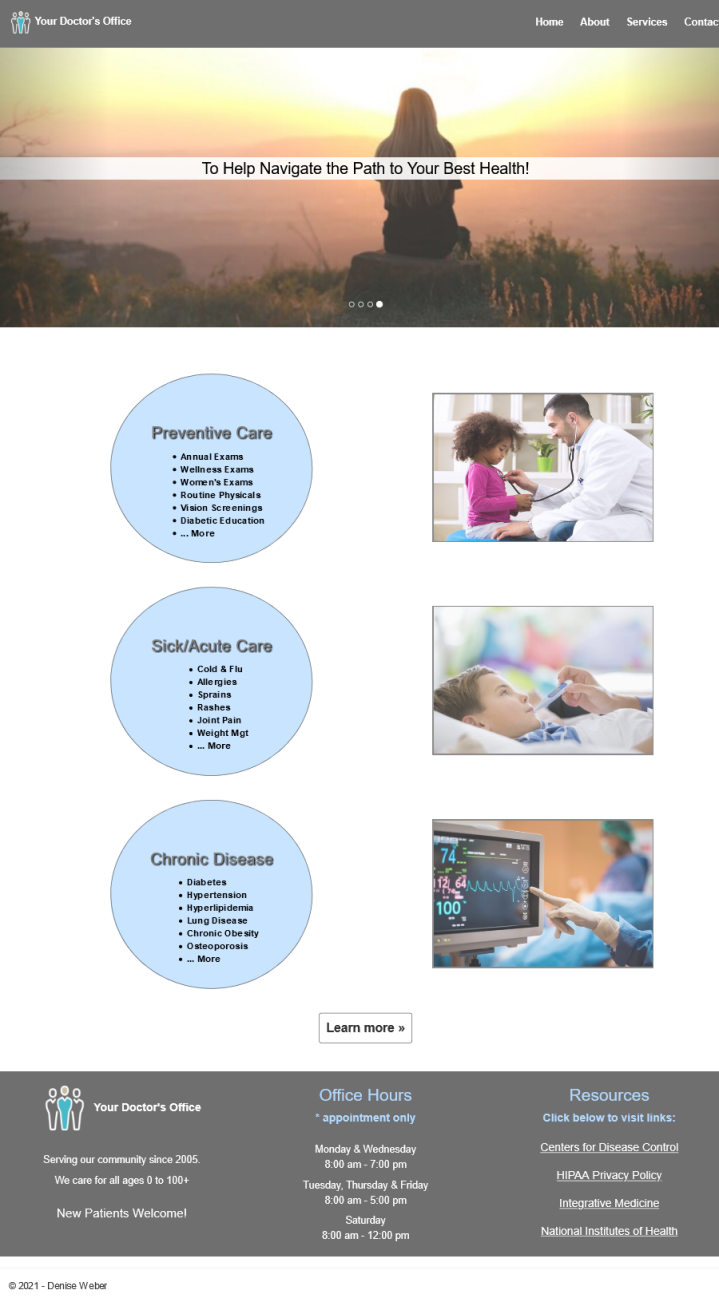 Your Doctor's Office
Home About Services Contac
To Help Navigate the Path to Your Best Health!
Preventive Care
Annual Exams
Wellness Exams
Women's Exams
Routine Physicals
Vision Screenings
Diabetic Education
... More
Sick/Acute Care
Cold & Flu
Allergies
Sprains
Rashes
Joint Pain
Weight Mgt
... More
Chronic Disease
Diabetes
Hypertension
Hyperlipidemia
Lung Disease
Chronic Obesity
Osteoporosis
... More
74
112 64
100
Learn more »
Your Doctor's Office
Serving our community since 2005.
We care for all ages 0 to 100+
New Patients Welcome!
Office Hours
* appointment only
Monday & Wednesday
8:00 am - 7:00 pm
Tuesday, Thursday & Friday
8:00 am - 5:00 pm
Saturday
8:00 am - 12:00 pm
Resources
Click below to visit links:
Centers for Disease Control
HIPAA Privacy Policy
Integrative Medicine
National Institutes of Health
© 2021 - Denise Weber